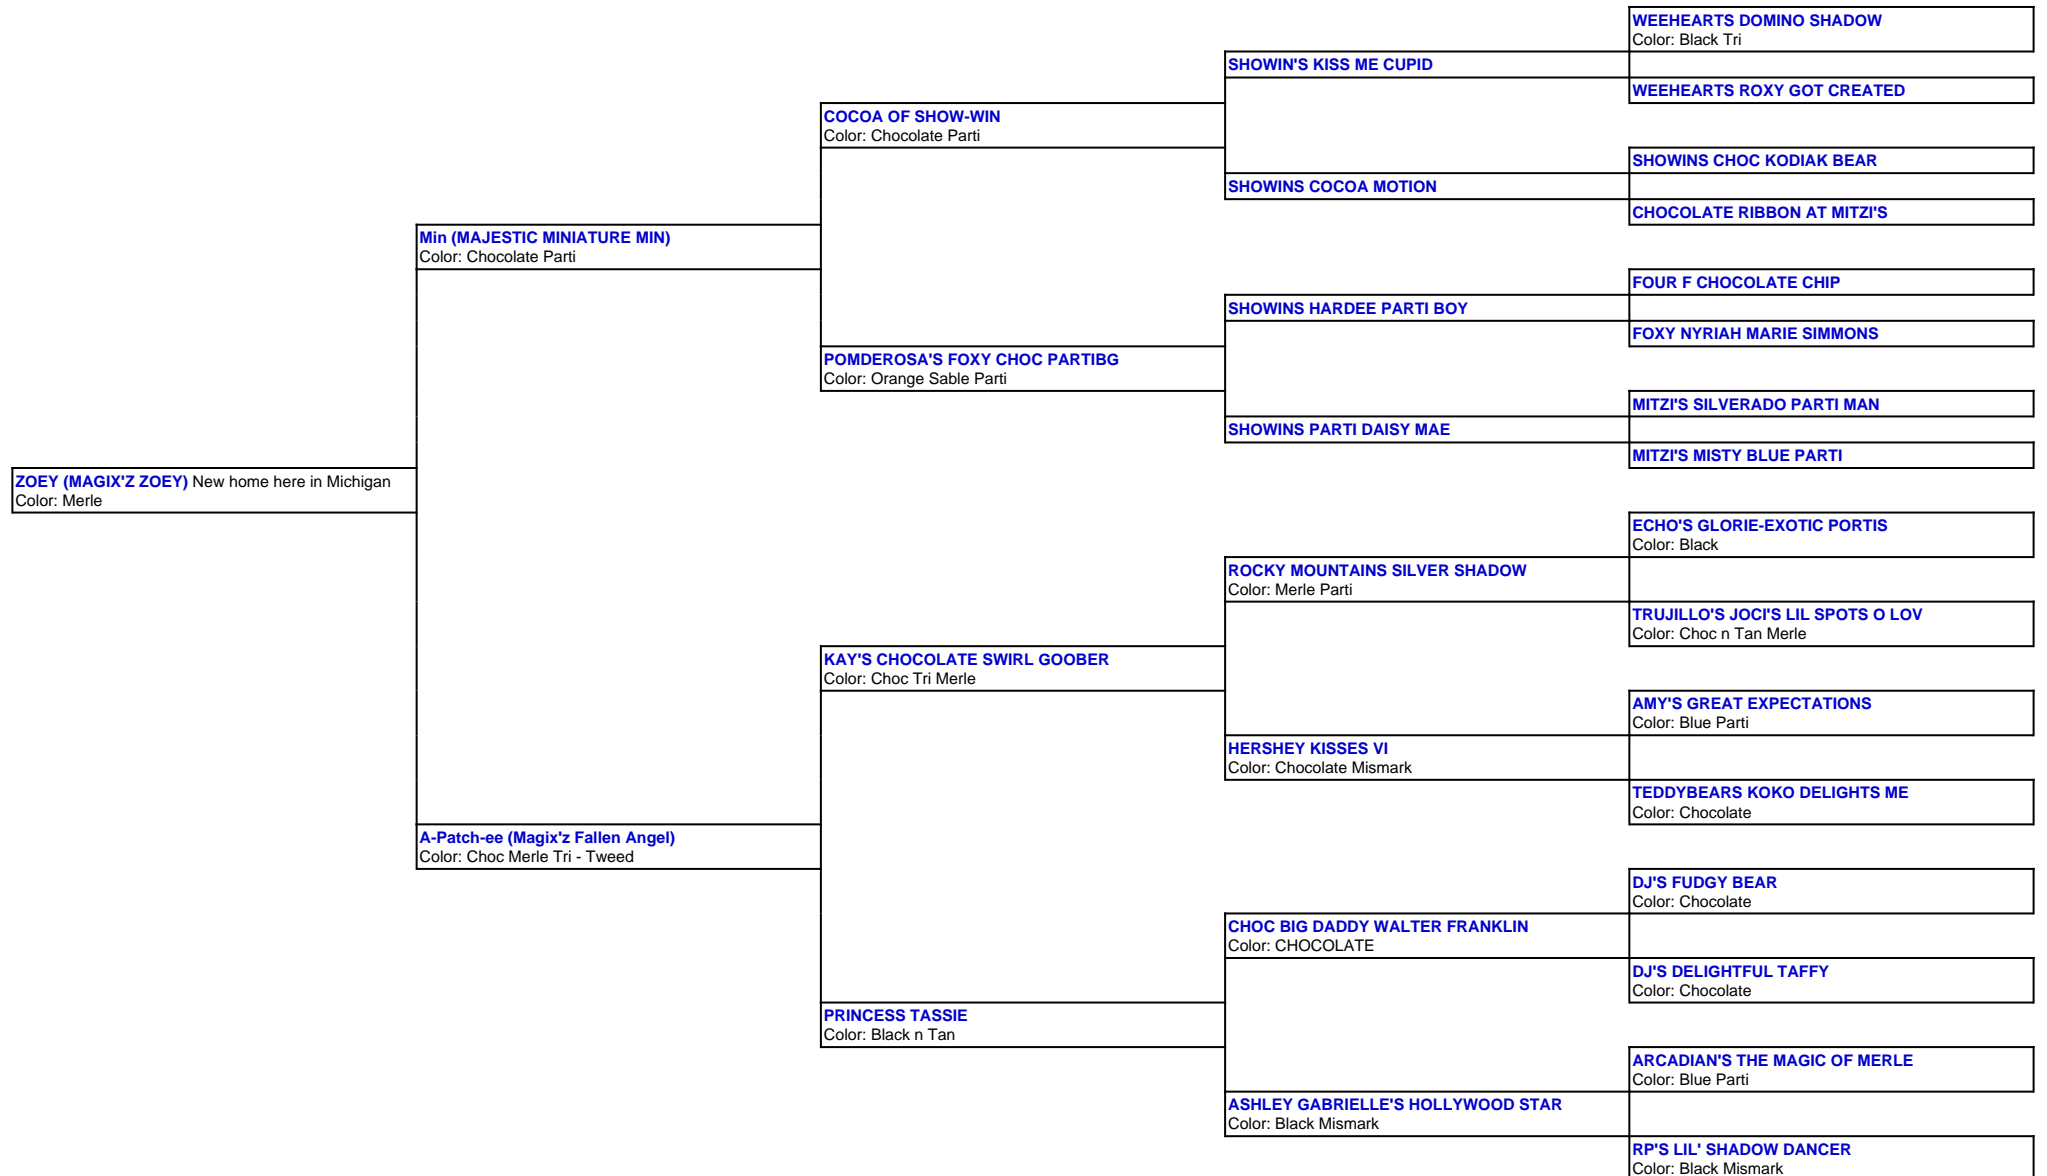 WEEHEARTS DOMINO SHADOW
Color: Black Tri
SHOWIN'S KISS ME CUPID
WEEHEARTS ROXY GOT CREATED
COCOA OF SHOW-WIN
Color: Chocolate Parti
SHOWINS CHOC KODIAK BEAR
SHOWINS COCOA MOTION
CHOCOLATE RIBBON AT MITZI'S
Min (MAJESTIC MINIATURE MIN)
Color: Chocolate Parti
FOUR F CHOCOLATE CHIP
SHOWINS HARDEE PARTI BOY
FOXY NYRIAH MARIE SIMMONS
POMDEROSA'S FOXY CHOC PARTIBG
Color: Orange Sable Parti
MITZI'S SILVERADO PARTI MAN
SHOWINS PARTI DAISY MAE
MITZI'S MISTY BLUE PARTI
ZOEY (MAGIX'Z ZOEY) New home here in Michigan
Color: Merle
ECHO'S GLORIE-EXOTIC PORTIS
Color: Black
ROCKY MOUNTAINS SILVER SHADOW
Color: Merle Parti
TRUJILLO'S JOCI'S LIL SPOTS O LOV
Color: Choc n Tan Merle
KAY'S CHOCOLATE SWIRL GOOBER
Color: Choc Tri Merle
AMY'S GREAT EXPECTATIONS
Color: Blue Parti
HERSHEY KISSES VI
Color: Chocolate Mismark
TEDDYBEARS KOKO DELIGHTS ME
Color: Chocolate
A-Patch-ee (Magix'z Fallen Angel)
Color: Choc Merle Tri - Tweed
DJ'S FUDGY BEAR
Color: Chocolate
CHOC BIG DADDY WALTER FRANKLIN
Color: CHOCOLATE
DJ'S DELIGHTFUL TAFFY
Color: Chocolate
PRINCESS TASSIE
Color: Black n Tan
ARCADIAN'S THE MAGIC OF MERLE
Color: Blue Parti
ASHLEY GABRIELLE'S HOLLYWOOD STAR
Color: Black Mismark
RP'S LIL' SHADOW DANCER
Color: Black Mismark